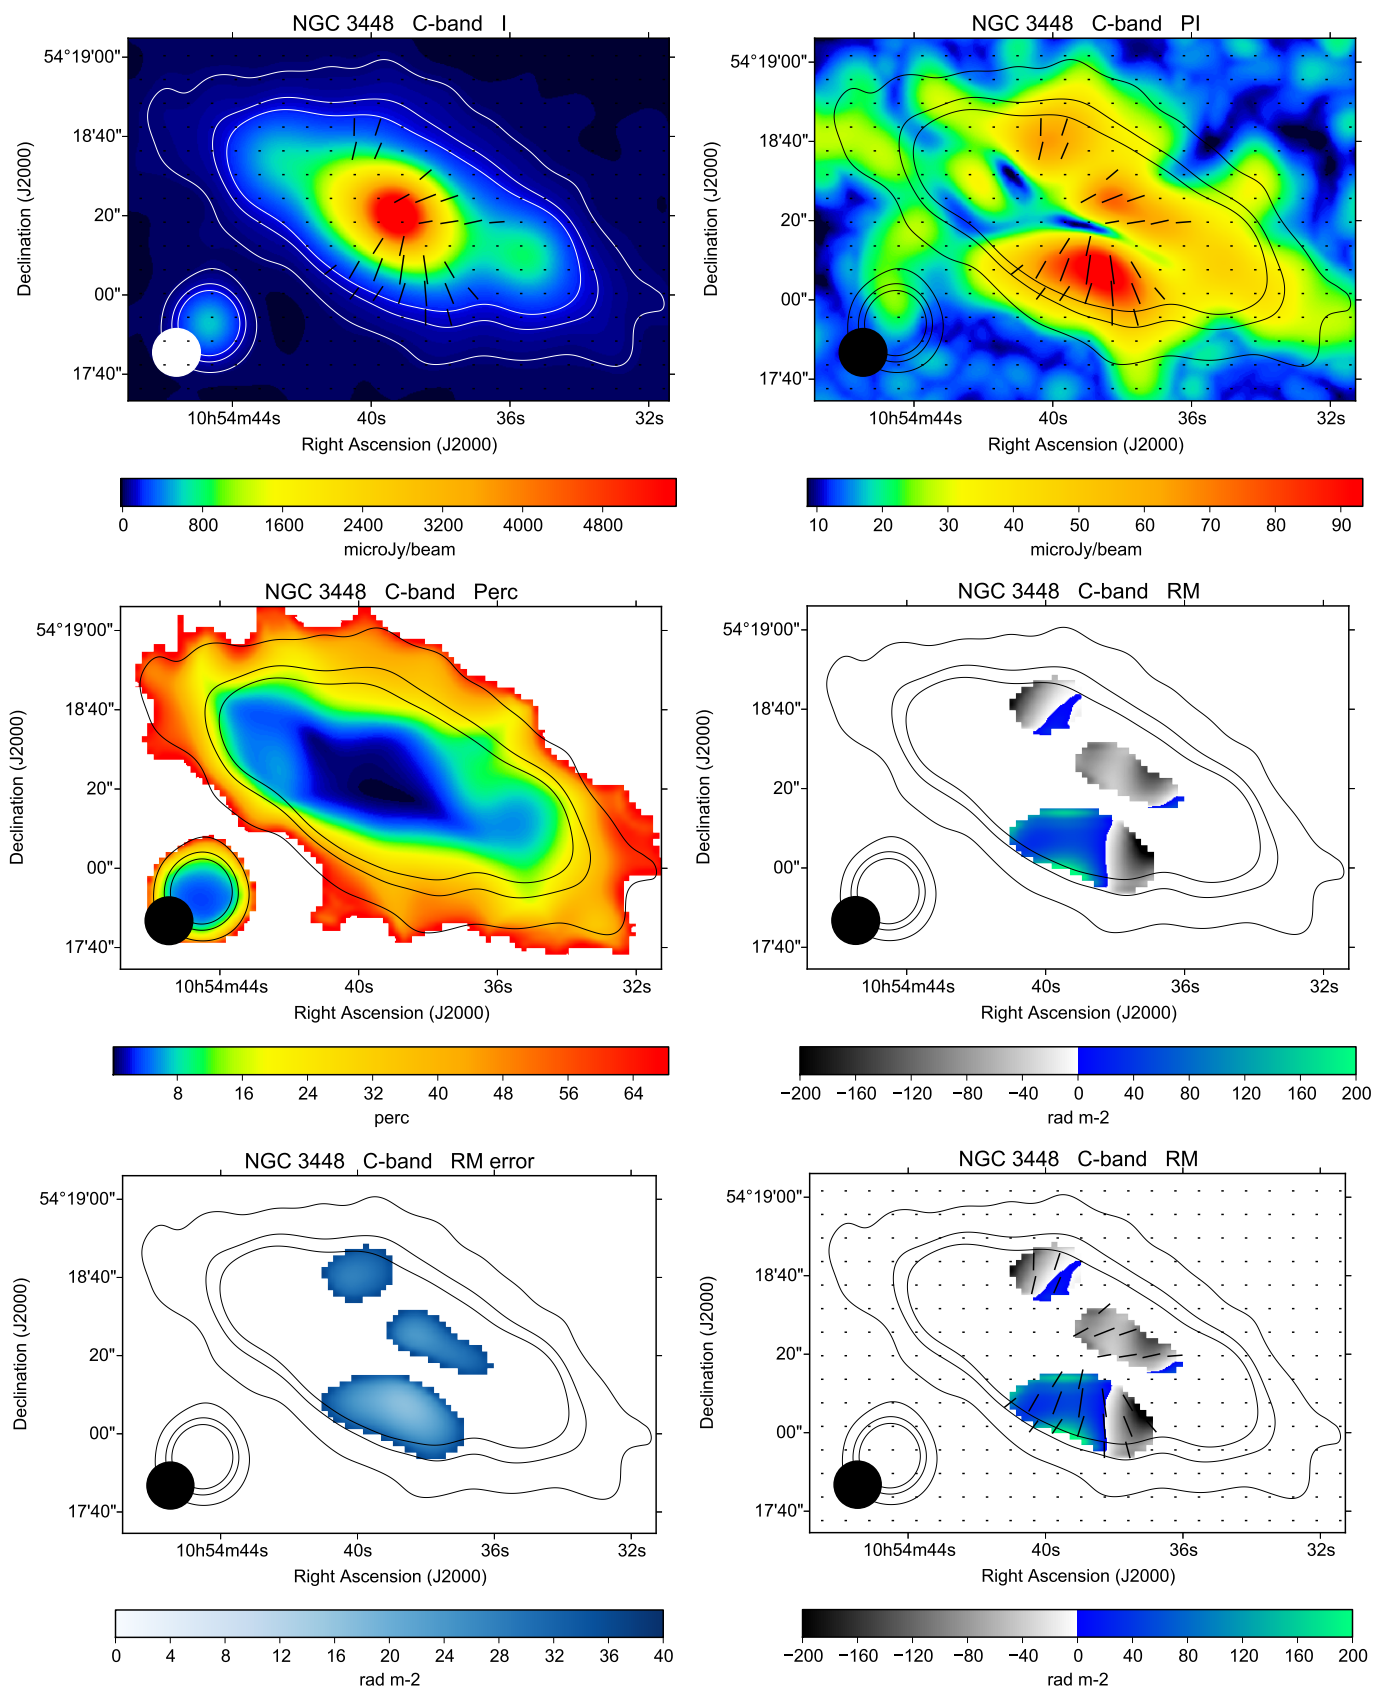 NGC 3448 C-band I
54°19'00"
18'40"
20"
00"
17'40"
Declination (J2000)
10h54m44s 40s 36s 32s
Right Ascension (J2000)
0 800 1600 2400 3200 4000 4800
microJy/beam
NGC 3448 C-band PI
54°19'00"
18'40"
20"
00"
17'40"
Declination (J2000)
10h54m44s 40s 36s 32s
Right Ascension (J2000)
10 20 30 40 50 60 70 80 90
microJy/beam
NGC 3448 C-band Perc
54°19'00"
18'40"
20"
00"
17'40"
Declination (J2000)
10h54m44s 40s 36s 32s
Right Ascension (J2000)
8 16 24 32 40 48 56 64
perc
NGC 3448 C-band RM
54°19'00"
18'40"
20"
00"
17'40"
Declination (J2000)
10h54m44s 40s 36s 32s
Right Ascension (J2000)
−200 −160 −120 −80 −40 0 40 80 120 160 200
rad m-2
NGC 3448 C-band RM error
54°19'00"
18'40"
20"
00"
17'40"
Declination (J2000)
10h54m44s 40s 36s 32s
Right Ascension (J2000)
0 4 8 12 16 20 24 28 32 36 40
rad m-2
NGC 3448 C-band RM
54°19'00"
18'40"
20"
00"
17'40"
Declination (J2000)
10h54m44s 40s 36s 32s
Right Ascension (J2000)
−200 −160 −120 −80 −40 0 40 80 120 160 200
rad m-2